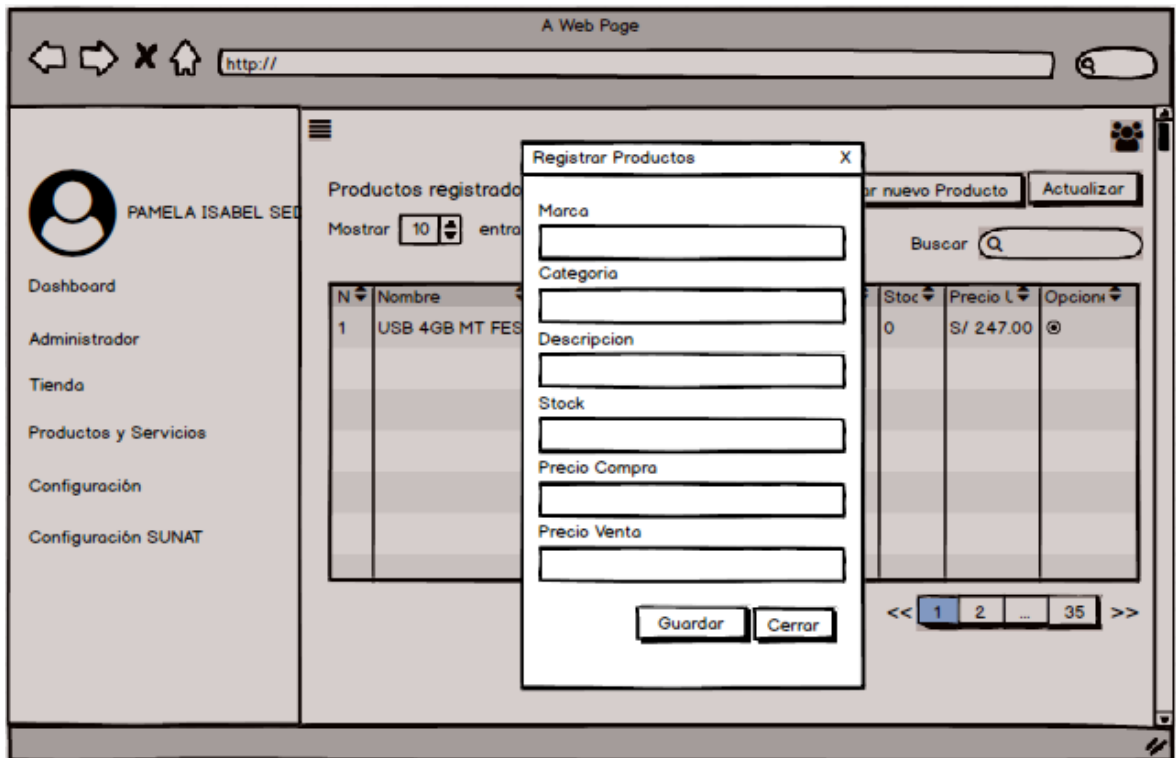 A Web Page
http://
PAMELA ISABEL SED
Dashboard
Administrador
Tienda
Productos y Servicios
Configuración
Configuración SUNAT
Productos registrado
ar nuevo Producto
Actualizar
Mostrar 10 entra
Buscar
N Nombre Stoc Precio U Opcion
1 USB 4GB MT FES 0 S/ 247.00
Registrar Productos X
Marca
Categoria
Descripcion
Stock
Precio Compra
Precio Venta
Guardar Cerrar
<< 1 2 ... 35 >>